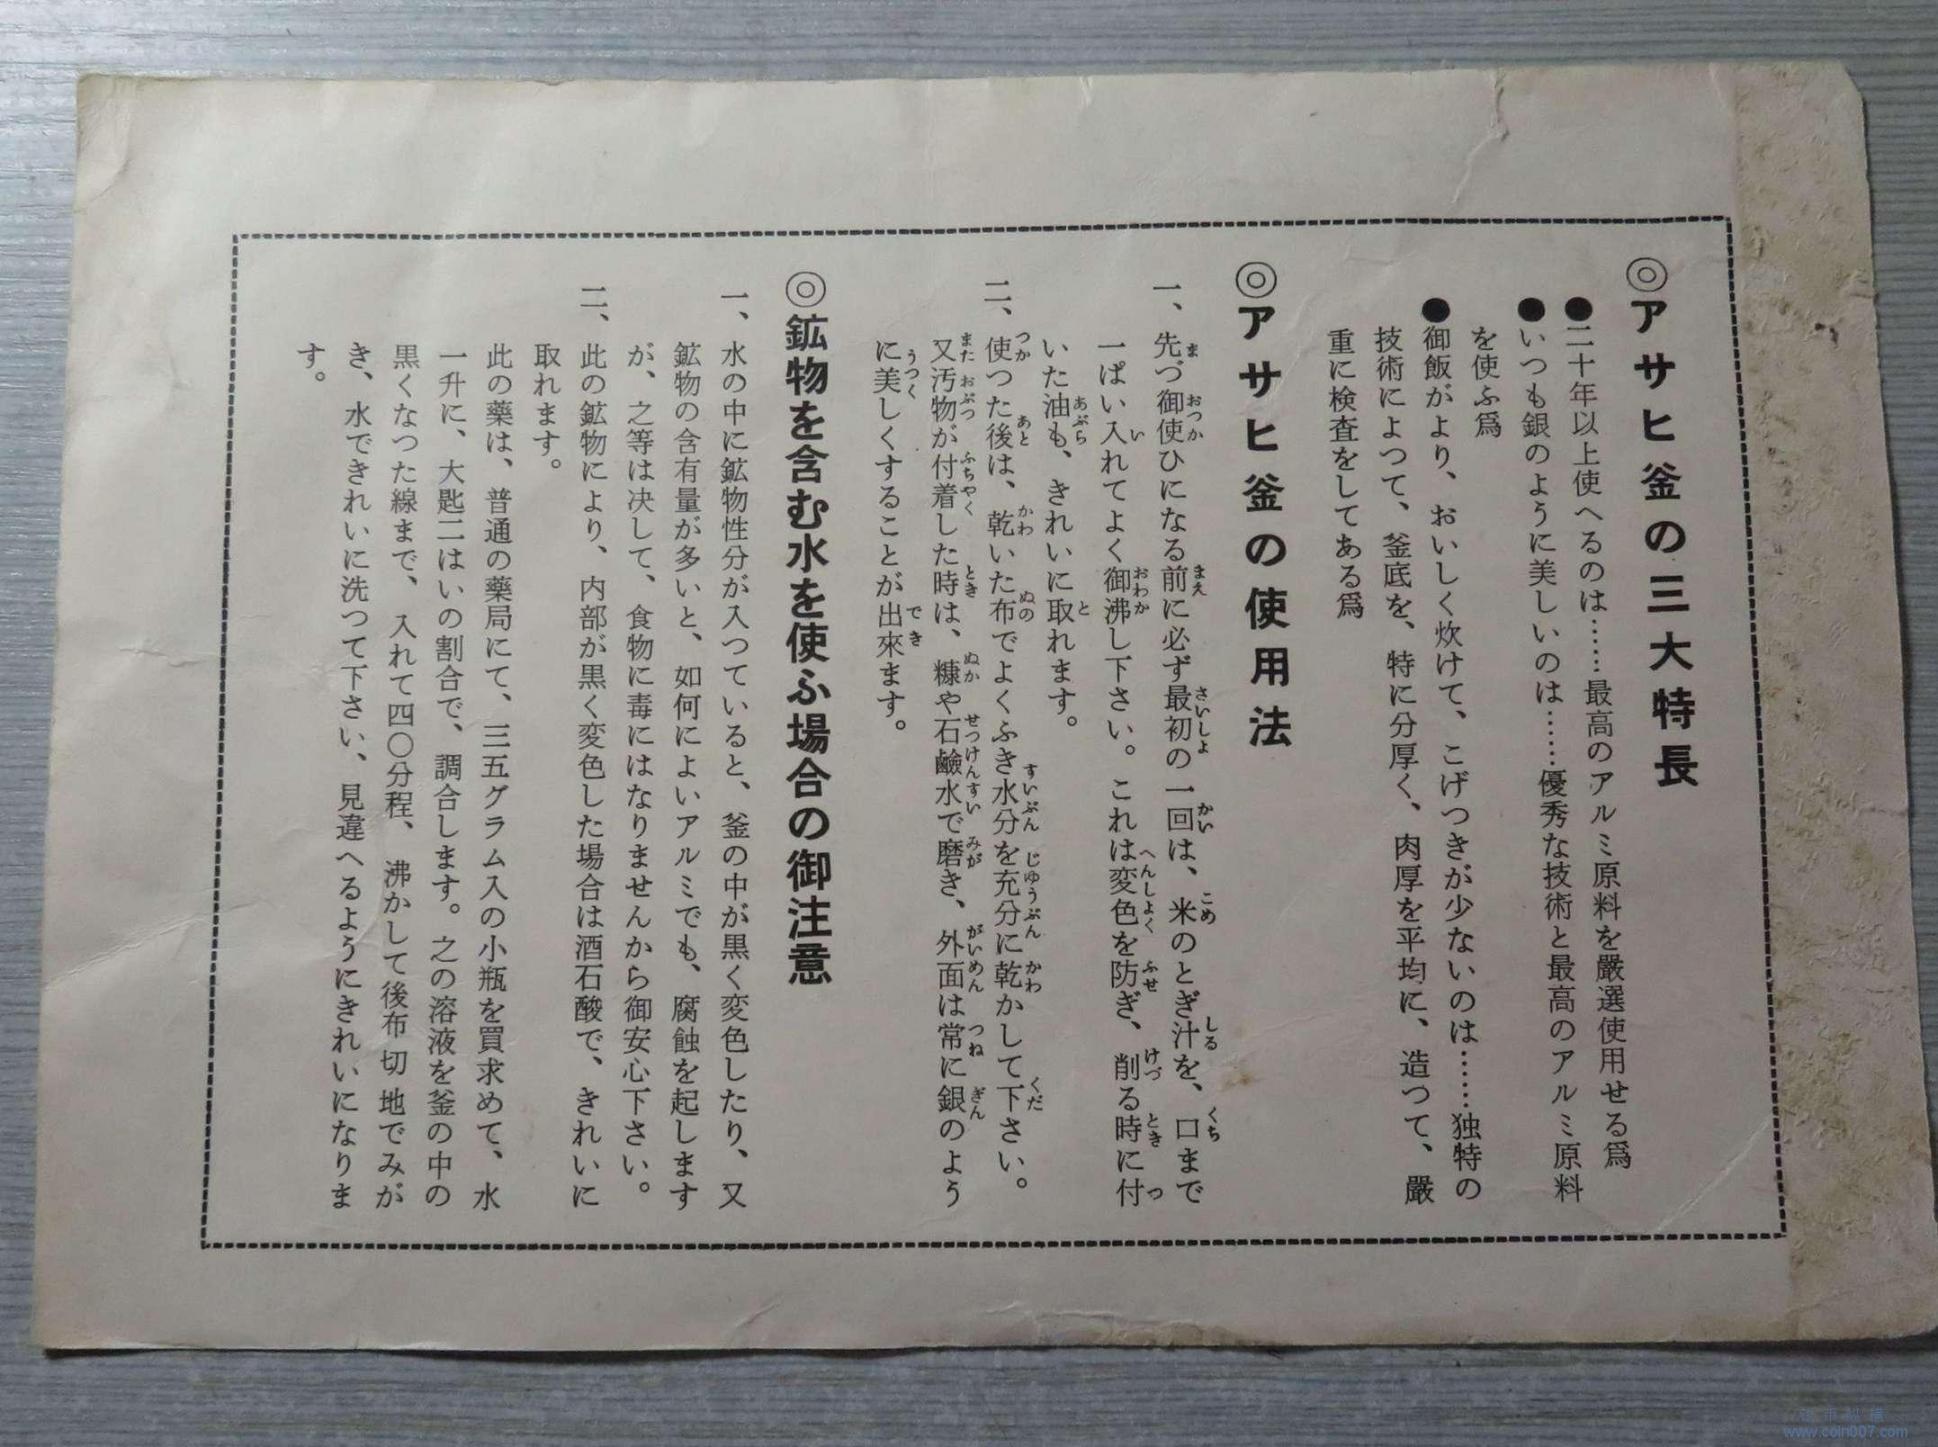 ◎アサヒ釜の三大特長
●二十年以上使へるのは……最高のアルミ原料を嚴選使用せる爲
●いつも銀のように美しいのは……優秀な技術と最高のアルミ原料
を使ふ爲
●御飯がより、おいしく炊けて、こげつきが少ないのは……独特の
技術によつて、釜底を、特に分厚く、肉厚を平均に、造つて、嚴
重に検査をしてある爲
◎アサヒ釜の使用法
一、先づ御使ひになる前に必ず最初の一回は、米のとぎ汁を、口まで
一ぱい入れてよく御沸し下さい。これは変色を防ぎ、削る時に付
いた油も、きれいに取れます。
二、使つた後は、乾いた布でよくふき水分を充分に乾かして下さい。
又汚物が付着した時は、糠や石鹼水で磨き、外面は常に銀のよう
に美しくすることが出來ます。
◎鉱物を含む水を使ふ場合の御注意
一、水の中に鉱物性分が入つていると、釜の中が黒く変色したり、又
鉱物の含有量が多いと、如何によいアルミでも、腐蝕を起します
が、之等は決して、食物に毒にはなりませんから御安心下さい。
二、此の鉱物により、内部が黒く変色した場合は酒石酸で、きれいに
取れます。
此の藥は、普通の藥局にて、三五グラム入の小瓶を買求めて、水
一升に、大匙二はいの割合で、調合します。之の溶液を釜の中の
黒くなつた線まで、入れて四〇分程、沸かして後布切地でみが
き、水できれいに洗つて下さい、見違へるようにきれいになりま
す。
www.coin007.com